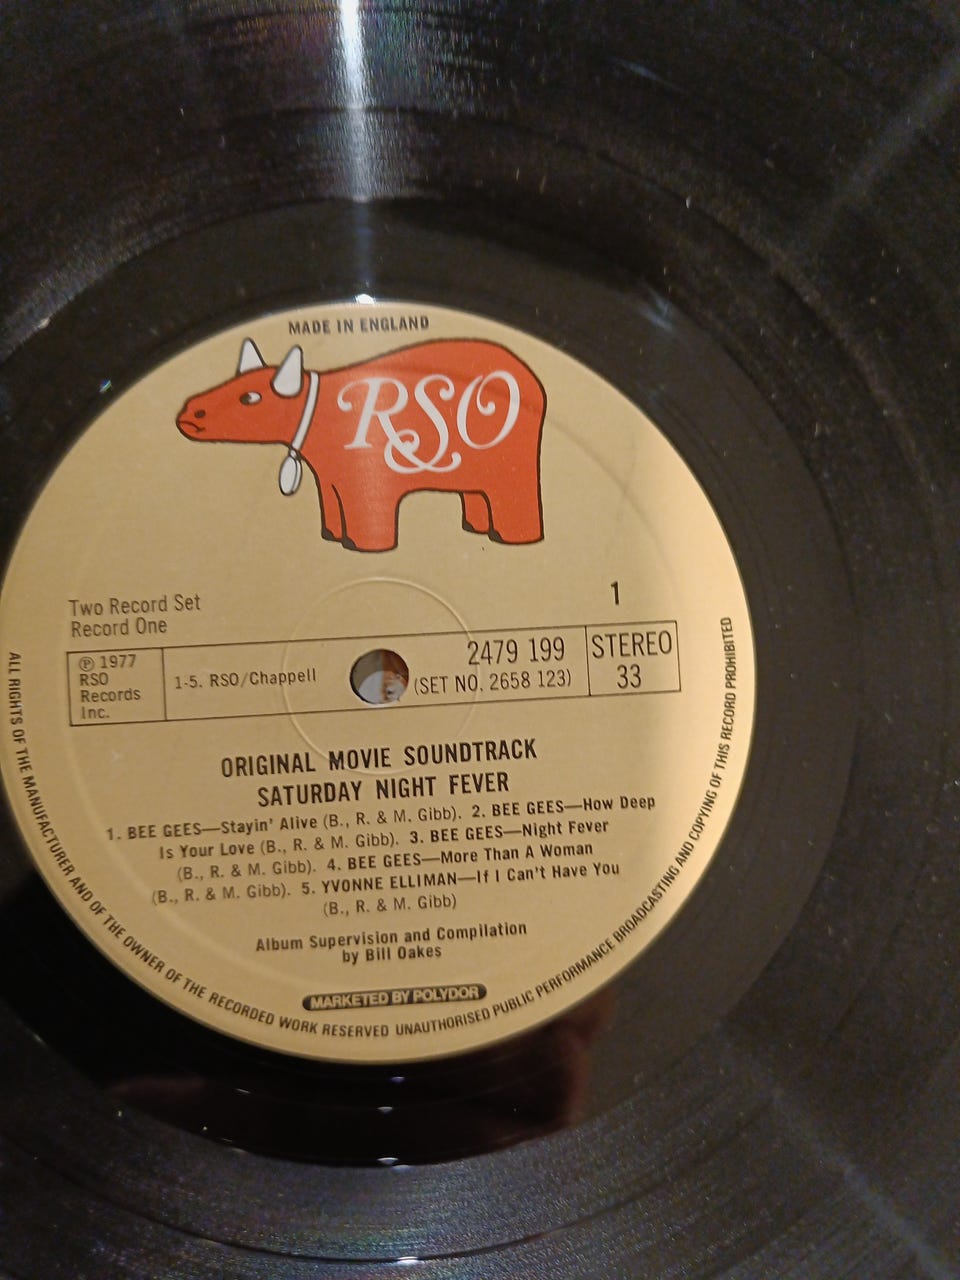 MADE IN ENGLAND
RSO
Two Record Set
Record One
1
℗ 1977
RSO
Records
Inc.
1-5. RSO/Chappell
2479 199
(SET NO. 2658 123)
STEREO
33
ORIGINAL MOVIE SOUNDTRACK
SATURDAY NIGHT FEVER
1. BEE GEES—Stayin' Alive (B., R. & M. Gibb). 2. BEE GEES—How Deep
Is Your Love (B., R. & M. Gibb). 3. BEE GEES—Night Fever
(B., R. & M. Gibb). 4. BEE GEES—More Than A Woman
(B., R. & M. Gibb). 5. YVONNE ELLIMAN—If I Can't Have You
(B., R. & M. Gibb)
Album Supervision and Compilation
by Bill Oakes
MARKETED BY POLYDOR
ALL RIGHTS OF THE MANUFACTURER AND OF THE OWNER OF THE RECORDED WORK RESERVED UNAUTHORISED PUBLIC PERFORMANCE BROADCASTING AND COPYING OF THIS RECORD PROHIBITED